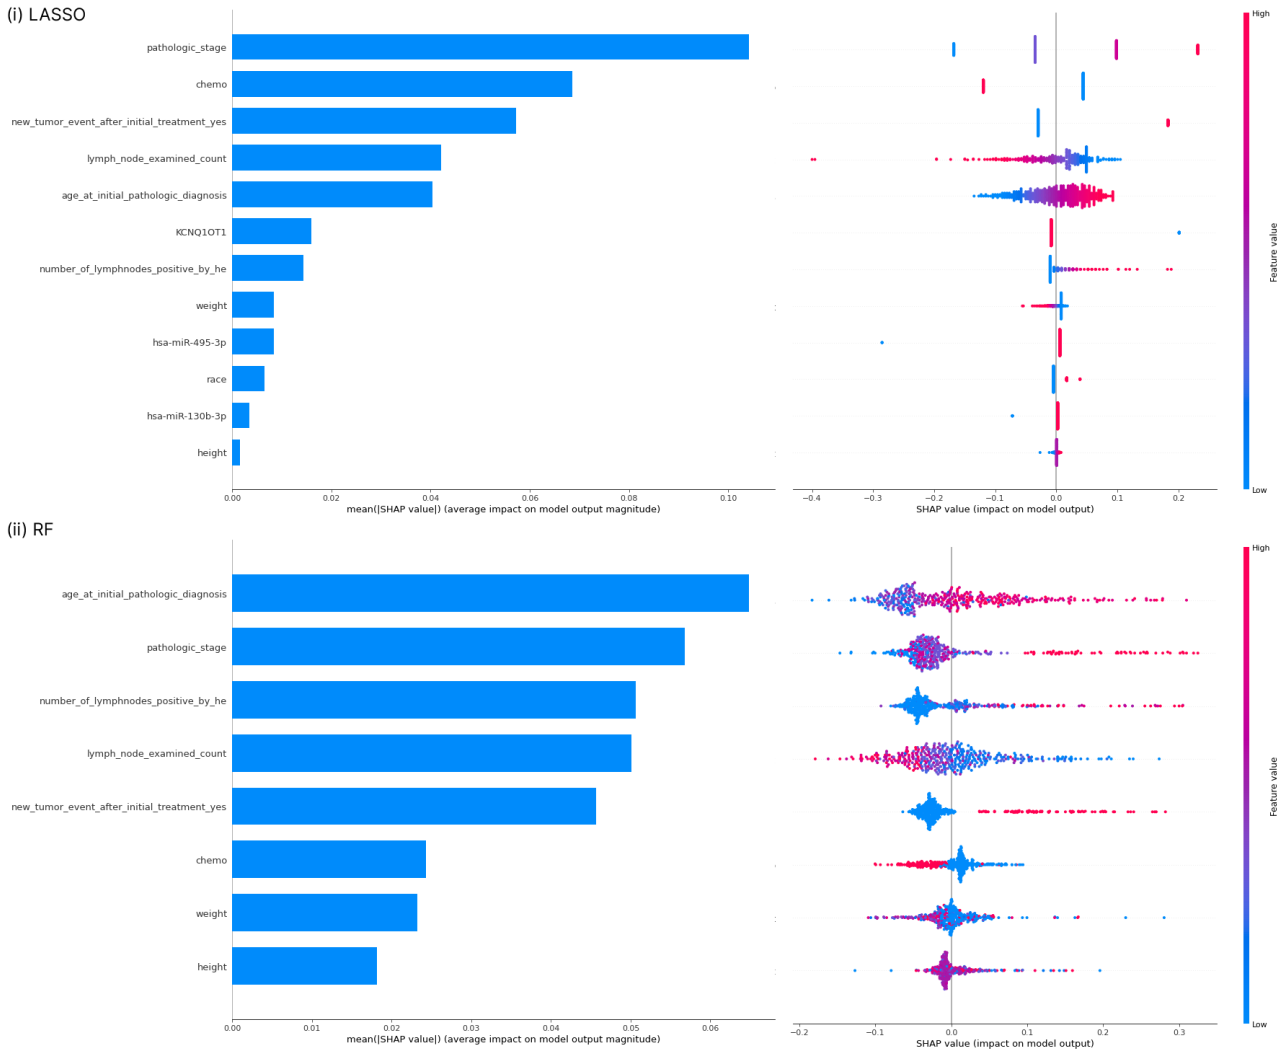 (i) LASSO
pathologic_stage
chemo
new_tumor_event_after_initial_treatment_yes
lymph_node_examined_count
age_at_initial_pathologic_diagnosis
KCNQ1OT1
number_of_lymphnodes_positive_by_he
weight
hsa-miR-495-3p
race
hsa-miR-130b-3p
height
0.00 0.02 0.04 0.06 0.08 0.10
mean(|SHAP value|) (average impact on model output magnitude)
−0.4 −0.3 −0.2 −0.1 0.0 0.1 0.2
SHAP value (impact on model output)
High
Feature value
Low
(ii) RF
age_at_initial_pathologic_diagnosis
pathologic_stage
number_of_lymphnodes_positive_by_he
lymph_node_examined_count
new_tumor_event_after_initial_treatment_yes
chemo
weight
height
0.00 0.01 0.02 0.03 0.04 0.05 0.06
mean(|SHAP value|) (average impact on model output magnitude)
−0.2 −0.1 0.0 0.1 0.2 0.3
SHAP value (impact on model output)
High
Feature value
Low